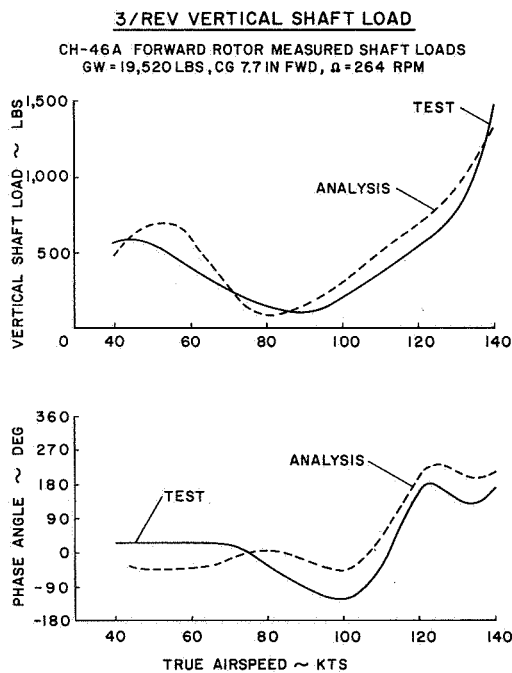 3/REV VERTICAL SHAFT LOAD
CH-46A FORWARD ROTOR MEASURED SHAFT LOADS
GW = 19,520 LBS, CG 7.7 IN FWD, Ω = 264 RPM
VERTICAL SHAFT LOAD ~ LBS
1,500
1,000
500
0
TEST
ANALYSIS
40 60 80 100 120 140
PHASE ANGLE ~ DEG
360
270
180
90
0
-90
-180
ANALYSIS
TEST
40 60 80 100 120 140
TRUE AIRSPEED ~ KTS